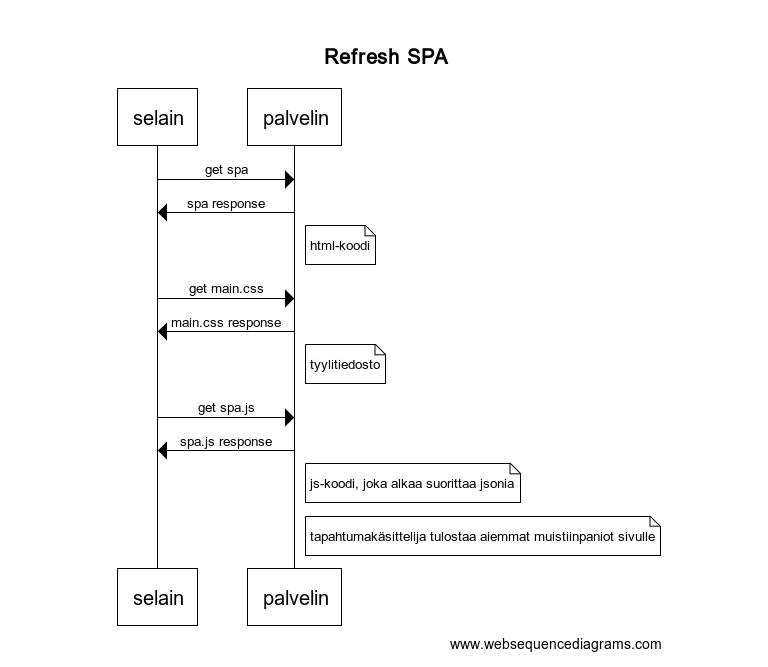 Refresh SPA
selain
palvelin
get spa
spa response
html-koodi
get main.css
main.css response
tyylitiedosto
get spa.js
spa.js response
js-koodi, joka alkaa suorittaa jsonia
tapahtumakäsittelija tulostaa aiemmat muistiinpaniot sivulle
selain
palvelin
www.websequencediagrams.com